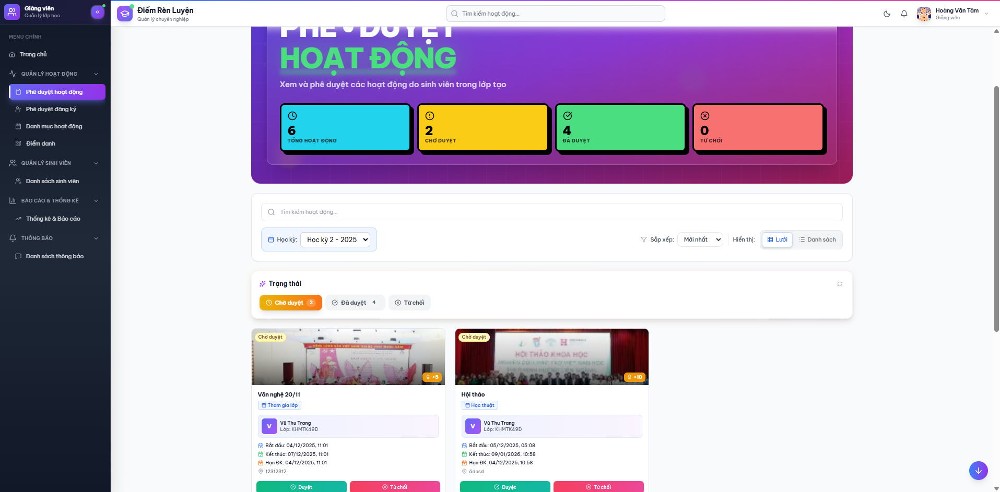 Giảng viên
Quản lý lớp học
MENU CHÍNH
Trang chủ
QUẢN LÝ HOẠT ĐỘNG
Phê duyệt hoạt động
Phê duyệt đăng ký
Danh mục hoạt động
Điểm danh
QUẢN LÝ SINH VIÊN
Danh sách sinh viên
BÁO CÁO & THỐNG KÊ
Thống kê & Báo cáo
THÔNG BÁO
Danh sách thông báo
Điểm Rèn Luyện
Quản lý chuyên nghiệp
Tìm kiếm hoạt động...
Hoàng Văn Tâm
Giảng viên
PHÊ • DUYỆT
HOẠT ĐỘNG
Xem và phê duyệt các hoạt động do sinh viên trong lớp tạo
6
TỔNG HOẠT ĐỘNG
2
CHỜ DUYỆT
4
ĐÃ DUYỆT
0
TỪ CHỐI
Tìm kiếm hoạt động...
Học kỳ: Học kỳ 2 - 2025
Sắp xếp: Mới nhất
Hiển thị: Lưới Danh sách
Trạng thái
Chờ duyệt 2
Đã duyệt 4
Từ chối
Chờ duyệt
ĐẢNG CỘNG SẢN VIỆT NAM QUANG VINH MUÔN NĂM
+5
Văn nghệ 20/11
Tham gia lớp
V
Vũ Thu Trang
Lớp: KHMTK49D
Bắt đầu: 04/12/2025, 11:01
Kết thúc: 07/12/2025, 11:01
Hạn ĐK: 04/12/2025, 11:01
12312312
Duyệt
Từ chối
Chờ duyệt
HỘI THẢO KHOA HỌC
+10
Hội thảo
Học thuật
V
Vũ Thu Trang
Lớp: KHMTK49D
Bắt đầu: 05/12/2025, 05:08
Kết thúc: 09/01/2026, 10:58
Hạn ĐK: 04/12/2025, 10:58
ádasd
Duyệt
Từ chối